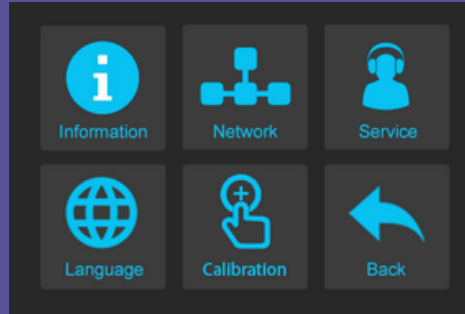 Information
Network
Service
Language
Calibration
Back